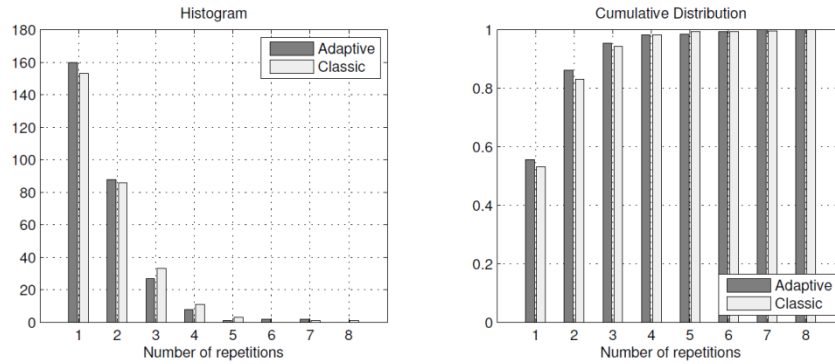 Histogram
180
160
140
120
100
80
60
40
20
0
Adaptive
Classic
1 2 3 4 5 6 7 8
Number of repetitions
Cumulative Distribution
1
0.8
0.6
0.4
0.2
0
Adaptive
Classic
1 2 3 4 5 6 7 8
Number of repetitions